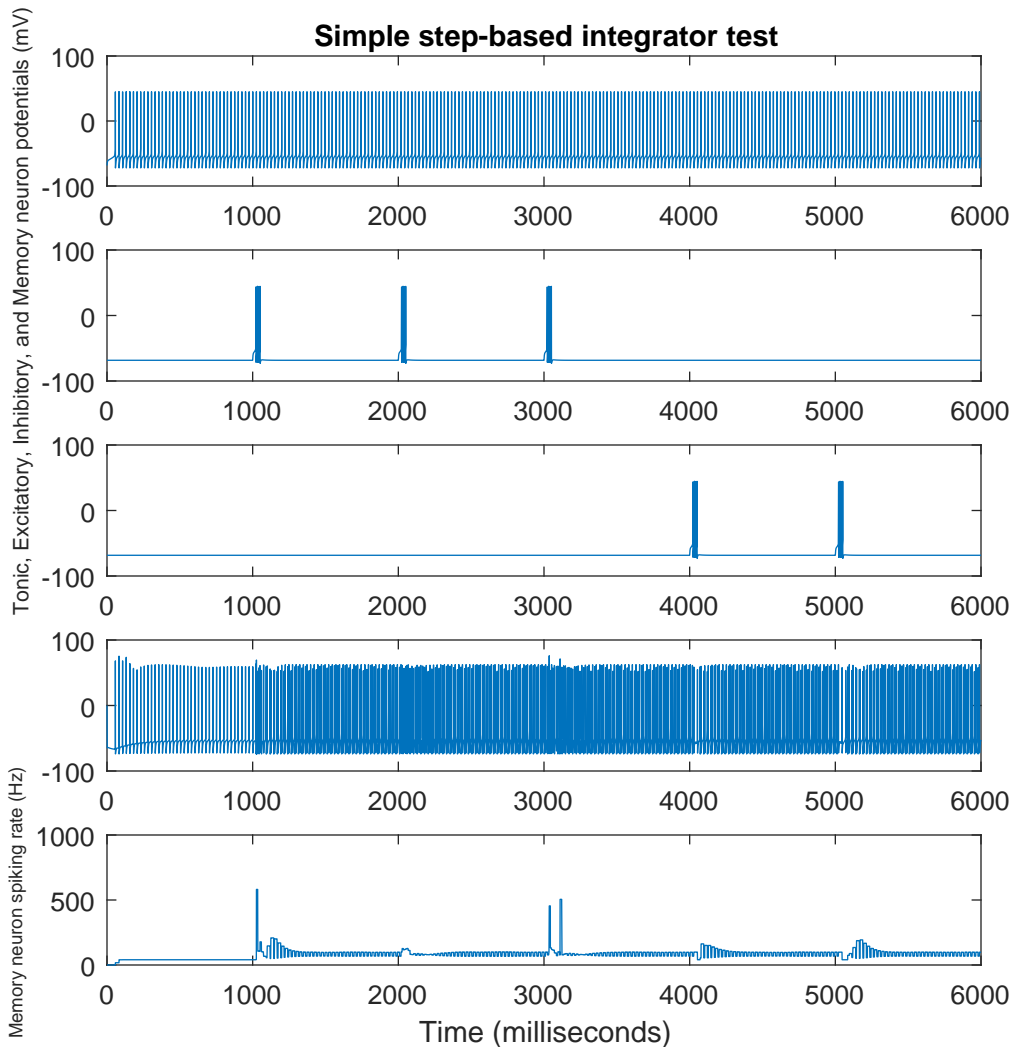 Simple step-based integrator test
Tonic, Excitatory, Inhibitory, and Memory neuron potentials (mV)
100
0
-100
0 1000 2000 3000 4000 5000 6000
100
0
-100
0 1000 2000 3000 4000 5000 6000
100
0
-100
0 1000 2000 3000 4000 5000 6000
100
0
-100
0 1000 2000 3000 4000 5000 6000
Memory neuron spiking rate (Hz)
1000
500
0
0 1000 2000 3000 4000 5000 6000
Time (milliseconds)